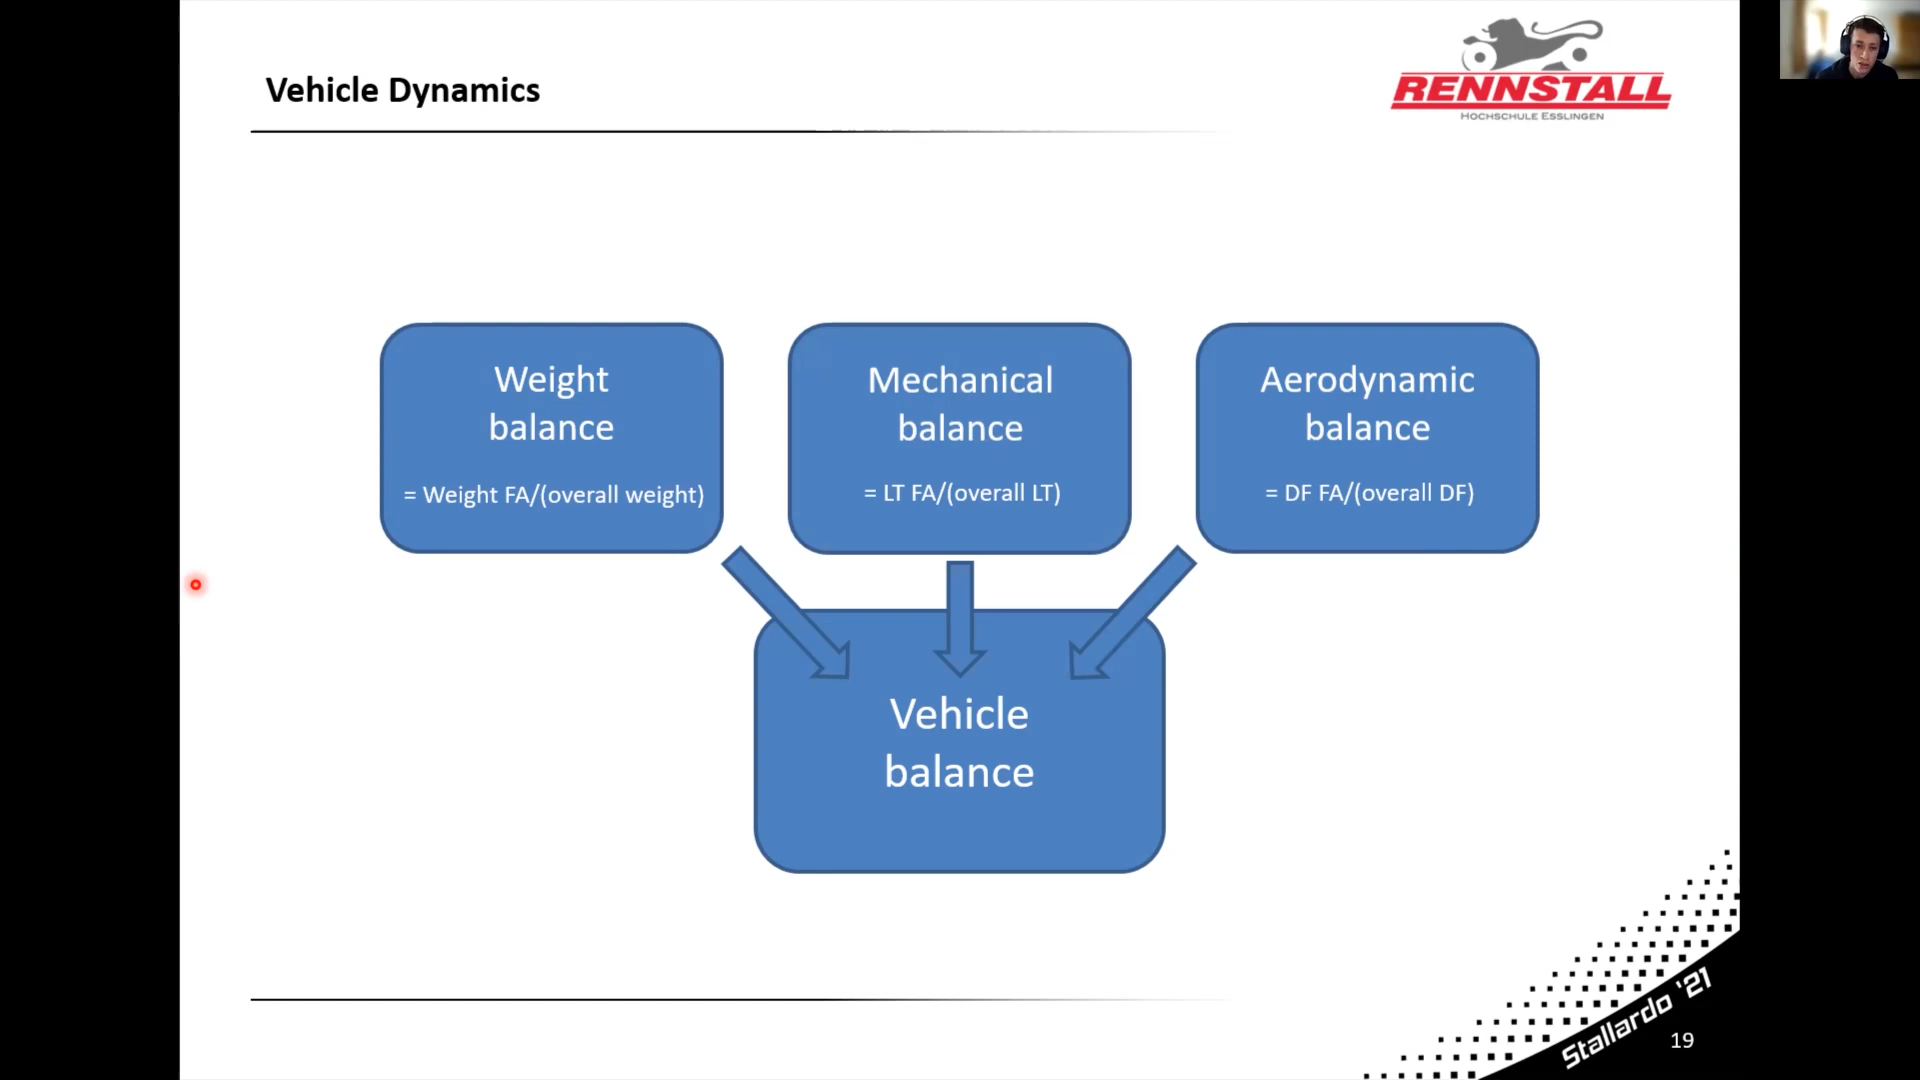 Vehicle Dynamics
RENNSTALL
HOCHSCHULE ESSLINGEN
Weight
balance
= Weight FA/(overall weight)
Mechanical
balance
= LT FA/(overall LT)
Aerodynamic
balance
= DF FA/(overall DF)
Vehicle
balance
Stallardo '21
19